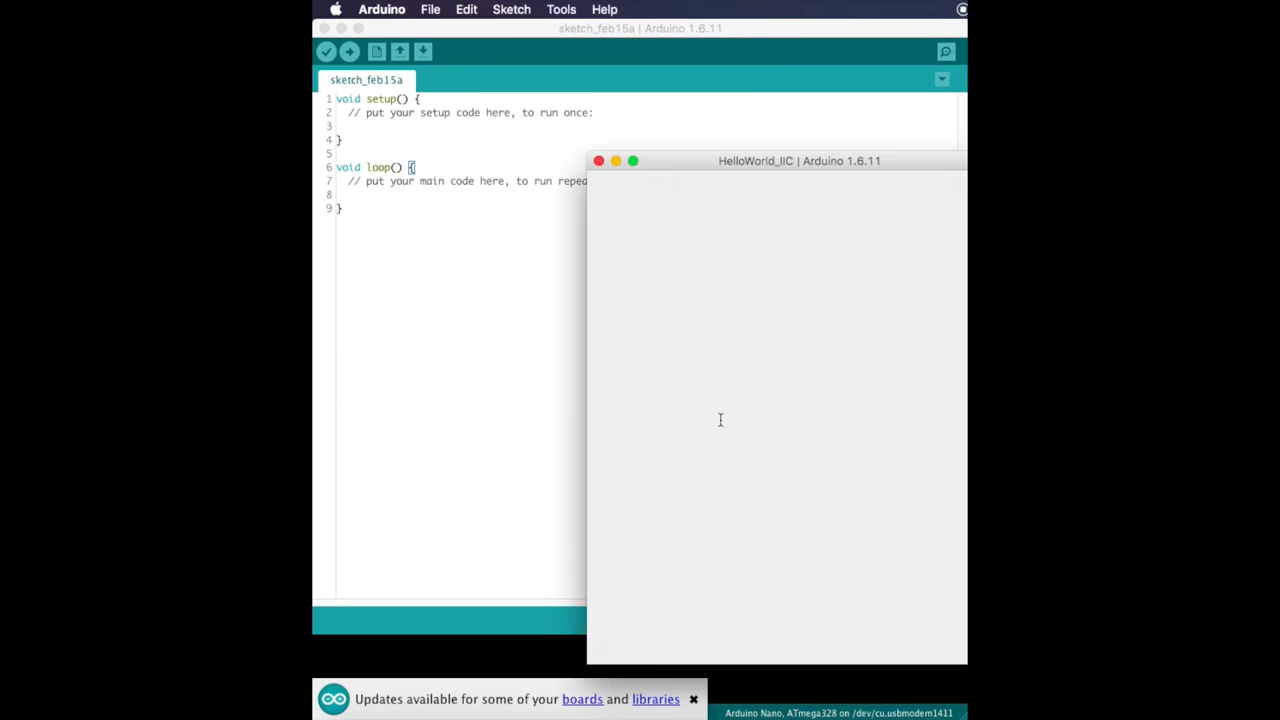 Arduino File Edit Sketch Tools Help
sketch_feb15a | Arduino 1.6.11
sketch_feb15a
1 void setup() {
2 // put your setup code here, to run once:
3
4 }
5
6 void loop() {
7 // put your main code here, to run repea
8
9 }
HelloWorld_IIC | Arduino 1.6.11
Updates available for some of your boards and libraries ✖
Arduino Nano, ATmega328 on /dev/cu.usbmodem1411